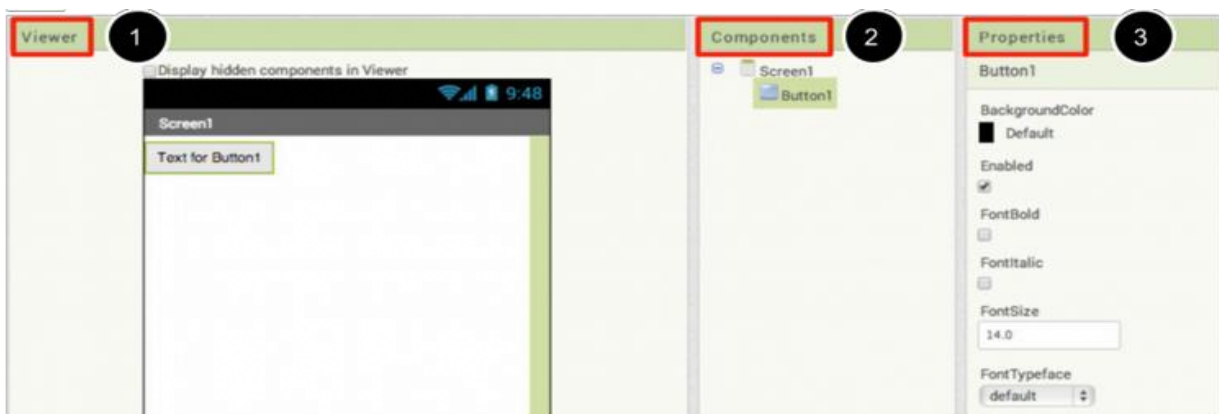 Viewer 1
Display hidden components in Viewer
9:48
Screen1
Text for Button1
Components 2
Screen1
Button1
Properties 3
Button1
BackgroundColor
Default
Enabled
FontBold
FontItalic
FontSize
14.0
FontTypeface
default